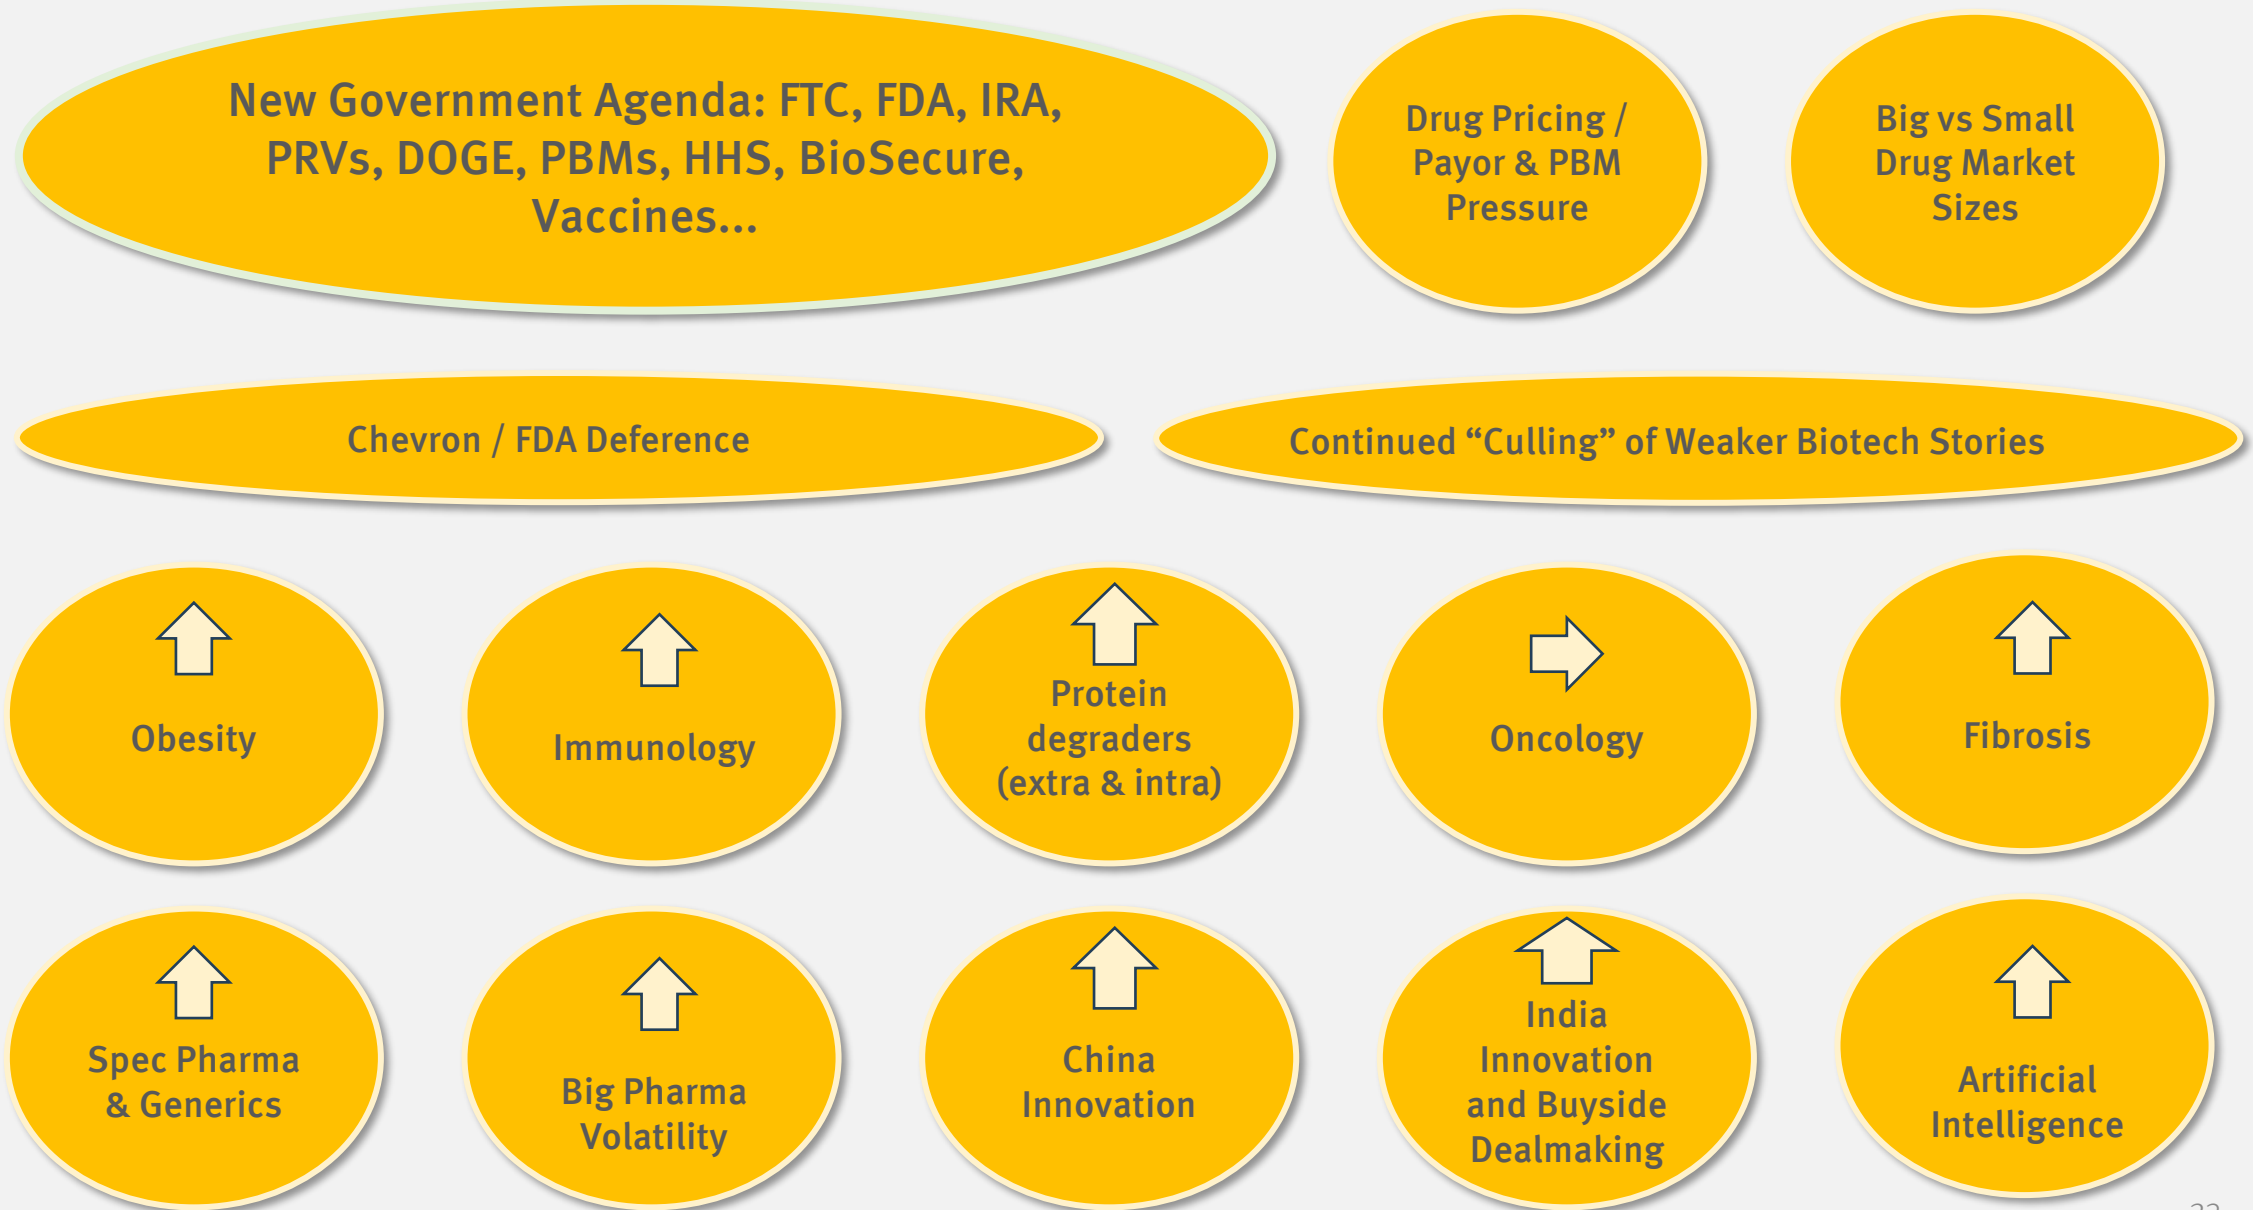 New Government Agenda: FTC, FDA, IRA,
PRVs, DOGE, PBMs, HHS, BioSecure,
Vaccines...
Drug Pricing /
Payor & PBM
Pressure
Big vs Small
Drug Market
Sizes
Chevron / FDA Deference
Continued “Culling” of Weaker Biotech Stories
Obesity
Immunology
Protein
degraders
(extra & intra)
Oncology
Fibrosis
Spec Pharma
& Generics
Big Pharma
Volatility
China
Innovation
India
Innovation
and Buyside
Dealmaking
Artificial
Intelligence